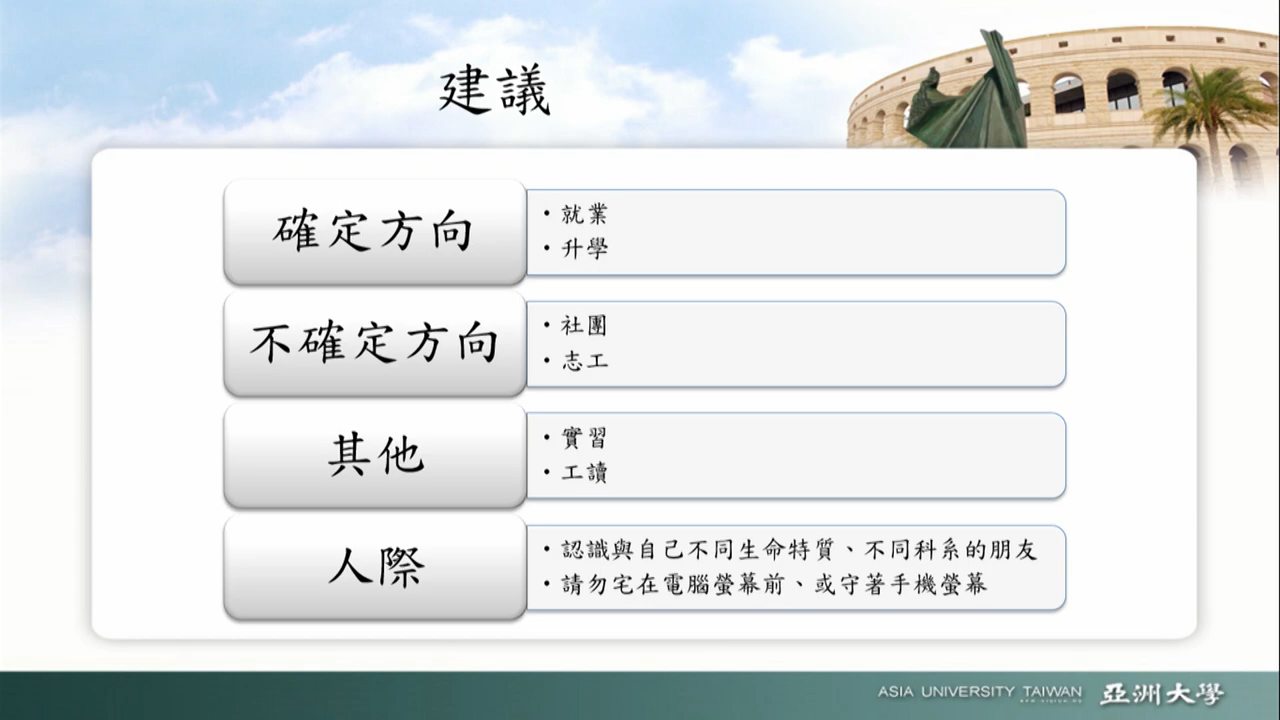 建議
確定方向
• 就業
• 升學
不確定方向
• 社團
• 志工
其他
• 實習
• 工讀
人際
• 認識與自己不同生命特質、不同科系的朋友
• 請勿宅在電腦螢幕前、或守著手機螢幕
ASIA UNIVERSITY TAIWAN 亞洲大學